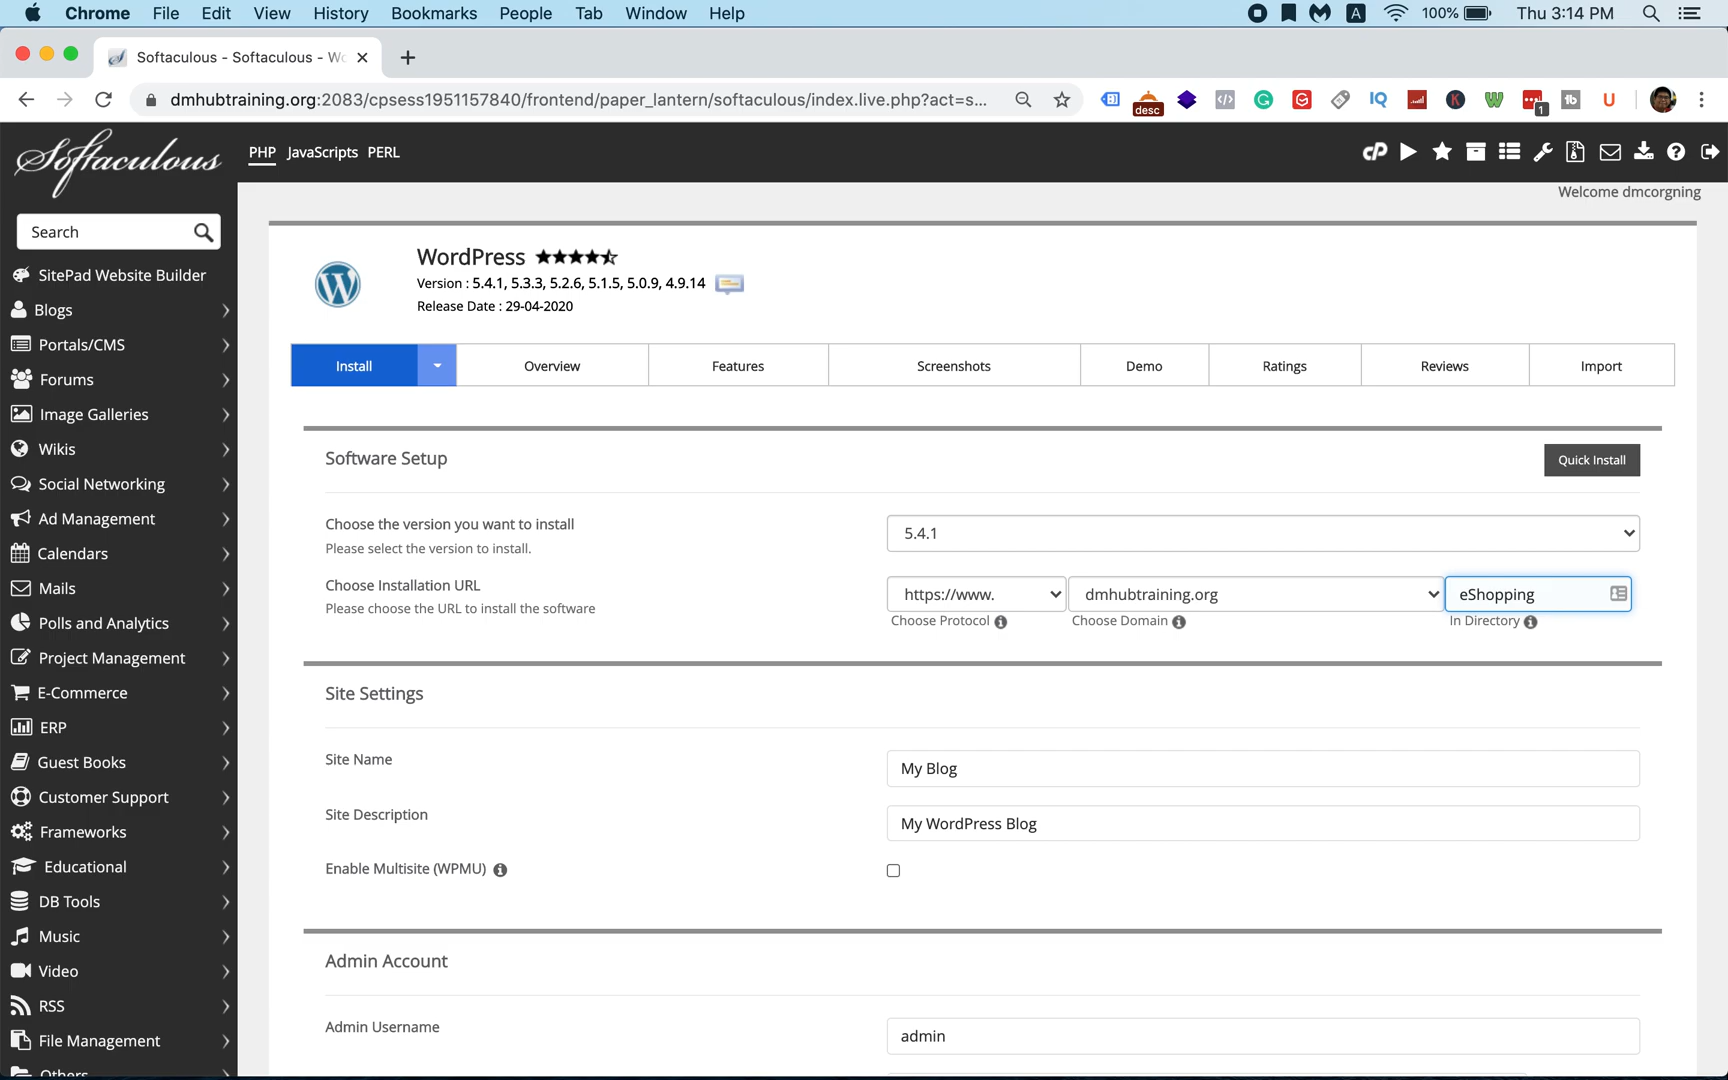 Chrome File Edit View History Bookmarks People Tab Window Help
A 100% Thu 3:14 PM
Softaculous - Softaculous - Wo
dmhubtraining.org:2083/cpsess1951157840/frontend/paper_lantern/softaculous/index.live.php?act=s...
desc IQ K W 1 fb U
Softaculous
PHP JavaScripts PERL
cP
Welcome dmcorgning
Search
SitePad Website Builder
Blogs
Portals/CMS
Forums
Image Galleries
Wikis
Social Networking
Ad Management
Calendars
Mails
Polls and Analytics
Project Management
E-Commerce
ERP
Guest Books
Customer Support
Frameworks
Educational
DB Tools
Music
Video
RSS
File Management
Others
WordPress
Version : 5.4.1, 5.3.3, 5.2.6, 5.1.5, 5.0.9, 4.9.14
Release Date : 29-04-2020
Install Overview Features Screenshots Demo Ratings Reviews Import
Software Setup
Quick Install
Choose the version you want to install
Please select the version to install.
5.4.1
Choose Installation URL
Please choose the URL to install the software
https://www. dmhubtraining.org eShopping
Choose Protocol Choose Domain In Directory
Site Settings
Site Name
My Blog
Site Description
My WordPress Blog
Enable Multisite (WPMU)
Admin Account
Admin Username
admin